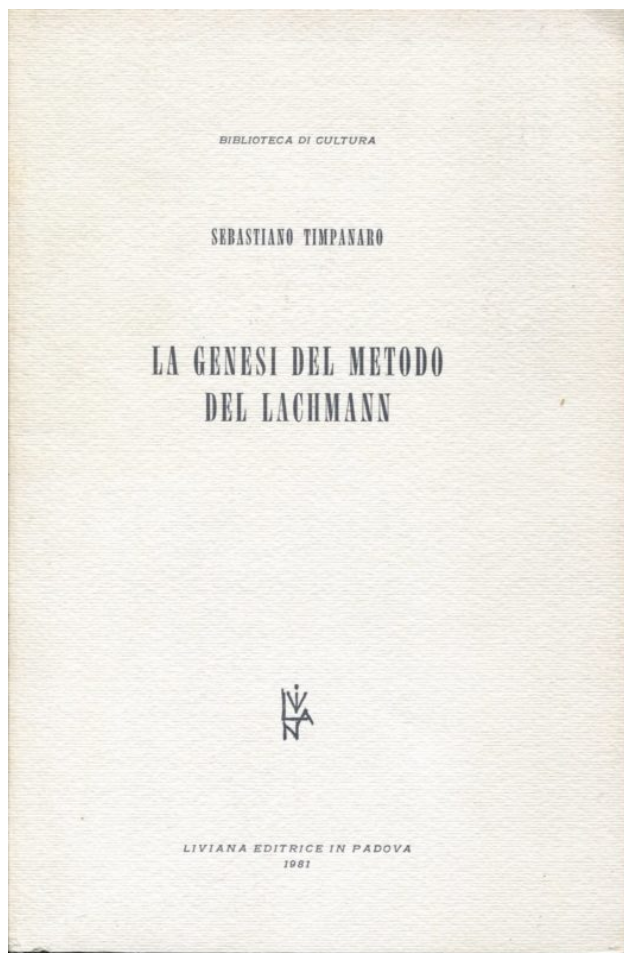 BIBLIOTECA DI CULTURA
SEBASTIANO TIMPANARO
LA GENESI DEL METODO
DEL LACHMANN
LIVIANA EDITRICE IN PADOVA
1981